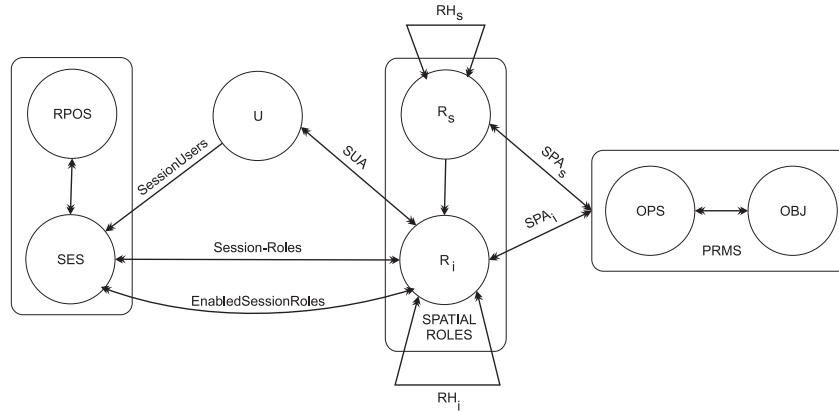 RH_s
RPOS
U
R_s
SessionUsers
SUA
SPA_s
OPS
OBJ
SPA_i
PRMS
SES
Session-Roles
R_i
EnabledSessionRoles
SPATIAL
ROLES
RH_i